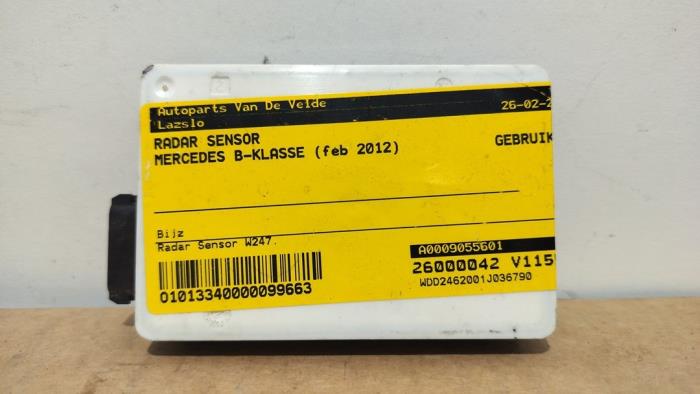 Autoparts Van De Velde 26-02-2
Lazslo
RADAR SENSOR GEBRUIK
MERCEDES B-KLASSE (feb 2012)
Bijz
Radar Sensor W247.
A0009055601
26000042 V115
01013340000099663
WDD2462001J036790